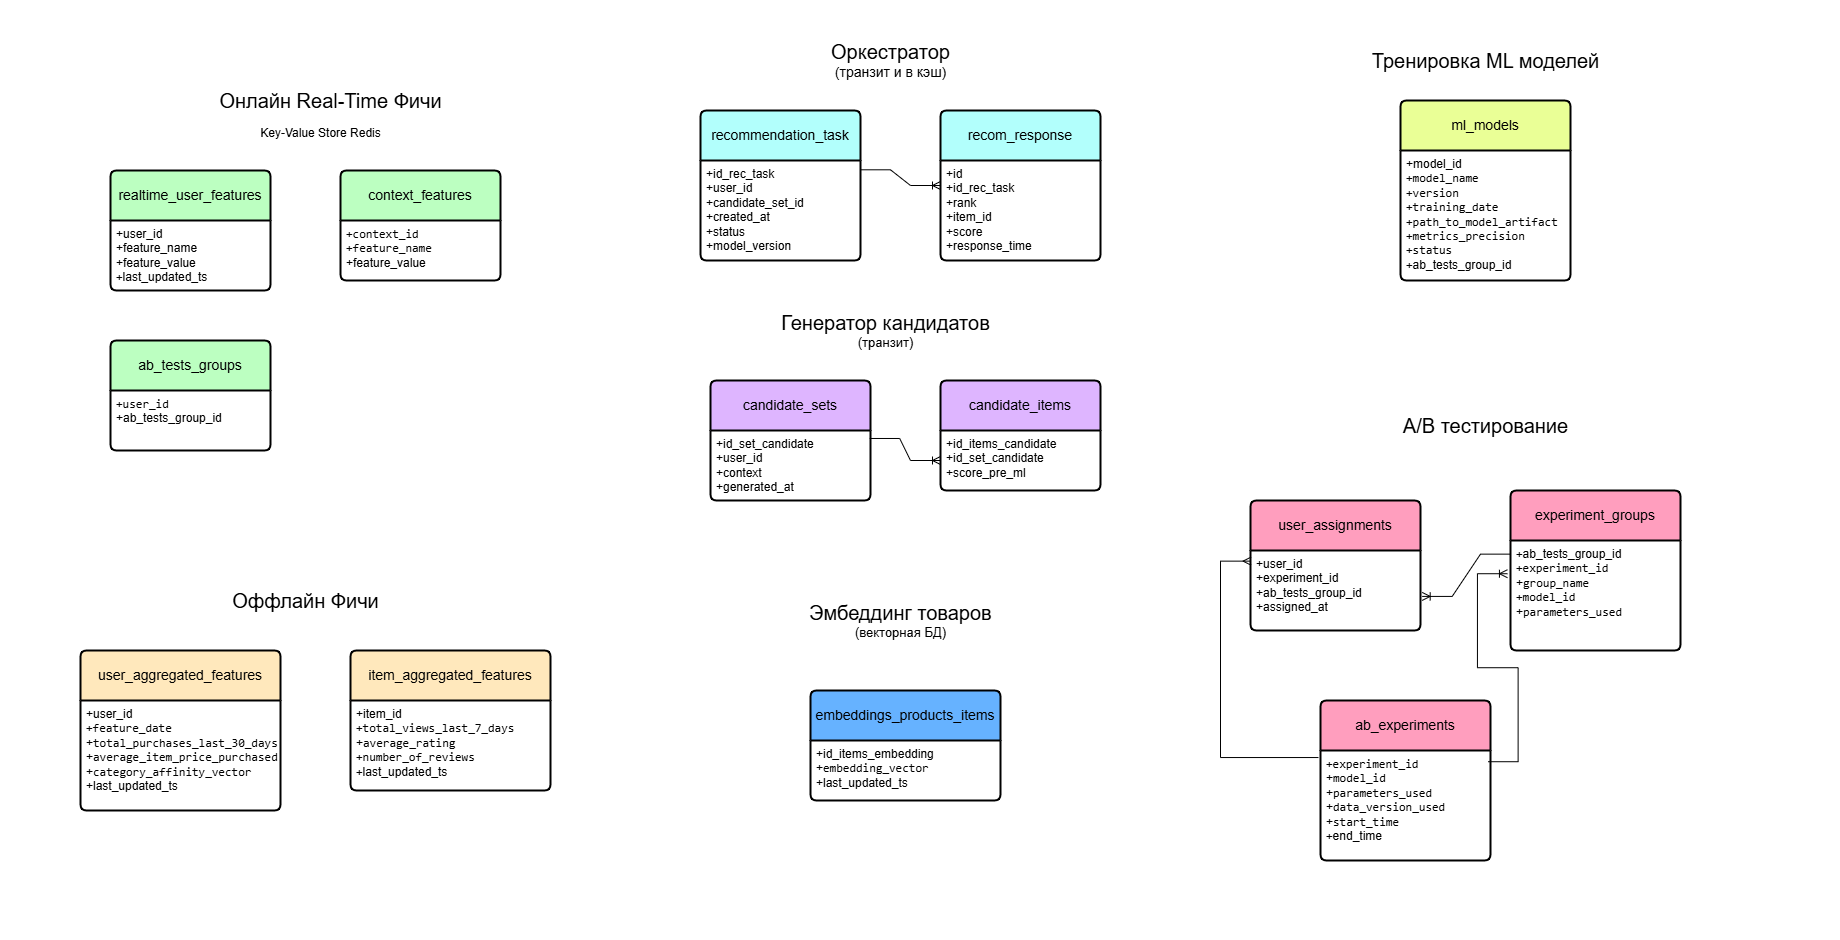 Онлайн Real-Time Фичи
Key-Value Store Redis
realtime_user_features
+user_id
+feature_name
+feature_value
+last_updated_ts
context_features
+context_id
+feature_name
+feature_value
ab_tests_groups
+user_id
+ab_tests_group_id
Оффлайн Фичи
user_aggregated_features
+user_id
+feature_date
+total_purchases_last_30_days
+average_item_price_purchased
+category_affinity_vector
+last_updated_ts
item_aggregated_features
+item_id
+total_views_last_7_days
+average_rating
+number_of_reviews
+last_updated_ts
Оркестратор
(транзит и в кэш)
recommendation_task
+id_rec_task
+user_id
+candidate_set_id
+created_at
+status
+model_version
recom_response
+id
+id_rec_task
+rank
+item_id
+score
+response_time
Генератор кандидатов
(транзит)
candidate_sets
+id_set_candidate
+user_id
+context
+generated_at
candidate_items
+id_items_candidate
+id_set_candidate
+score_pre_ml
Эмбеддинг товаров
(векторная БД)
embeddings_products_items
+id_items_embedding
+embedding_vector
+last_updated_ts
Тренировка ML моделей
ml_models
+model_id
+model_name
+version
+training_date
+path_to_model_artifact
+metrics_precision
+status
+ab_tests_group_id
A/B тестирование
user_assignments
+user_id
+experiment_id
+ab_tests_group_id
+assigned_at
experiment_groups
+ab_tests_group_id
+experiment_id
+group_name
+model_id
+parameters_used
ab_experiments
+experiment_id
+model_id
+parameters_used
+data_version_used
+start_time
+end_time